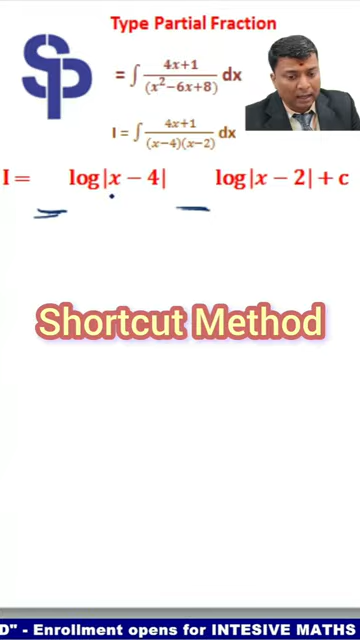 Type Partial Fraction
SP
= ∫ 4x+1/(x²−6x+8) dx
I = ∫ 4x+1/(x−4)(x−2) dx
I = log|x − 4| log|x − 2| + c
Shortcut Method
D" - Enrollment opens for INTESIVE MATHS